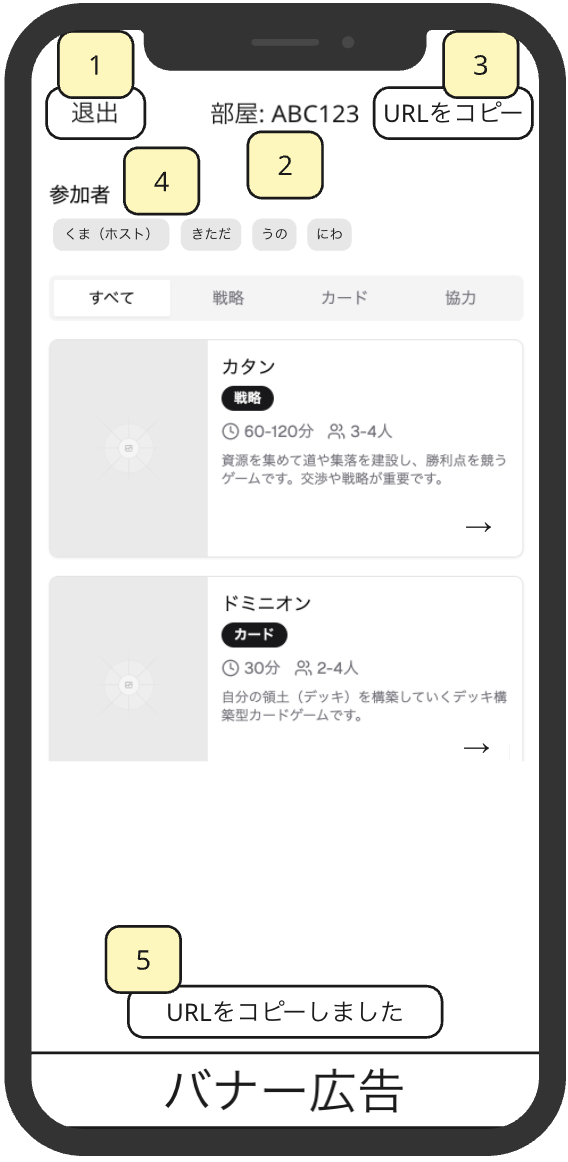 1
3
退出
部屋: ABC123
URLをコピー
2
4
参加者
くま（ホスト） きただ うの にわ
すべて 戦略 カード 協力
カタン
戦略
60-120分 3-4人
資源を集めて道や集落を建設し、勝利点を競う
ゲームです。交渉や戦略が重要です。
→
ドミニオン
カード
30分 2-4人
自分の領土（デッキ）を構築していくデッキ構
築型カードゲームです。
→
5
URLをコピーしました
バナー広告